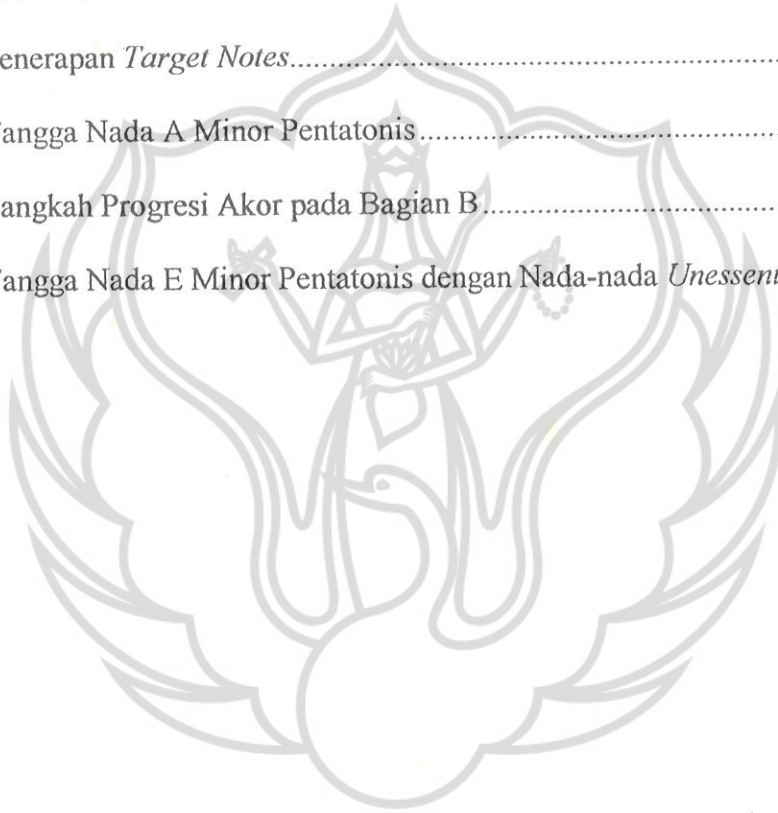 enerapan Target Notes...............................................................
angga Nada A Minor Pentatonis...............................................
angkah Progresi Akor pada Bagian B......................................
angga Nada E Minor Pentatonis dengan Nada-nada Unessent